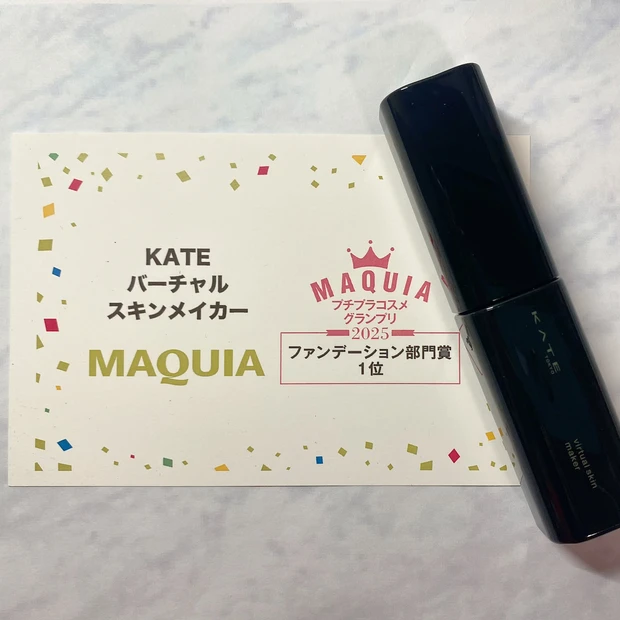 KATE
バーチャル
スキンメイカー
MAQUIA
MAQUIA
プチプラコスメ
グランプリ
2025
ファンデーション部門賞
1位
KATE
TOKYO
virtual skin
maker